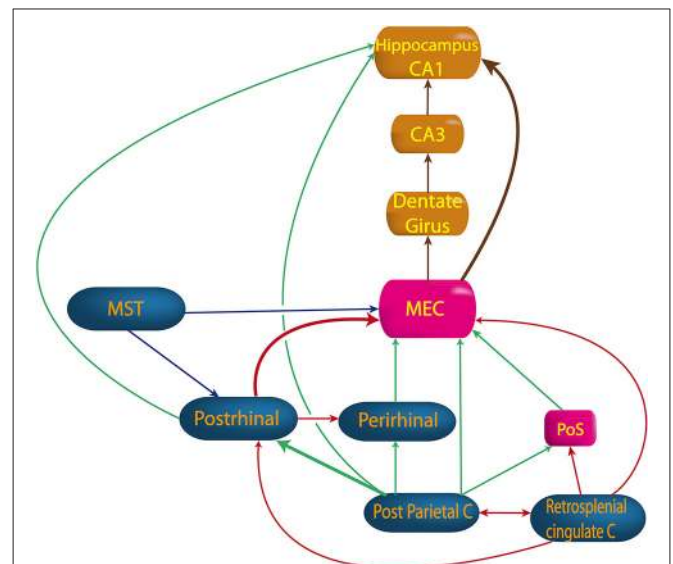 Hippocampus
CA1
CA3
Dentate
Girus
MST
MEC
Postrhinal
Perirhinal
PoS
Post Parietal C
Retrosplenial
cingulate C